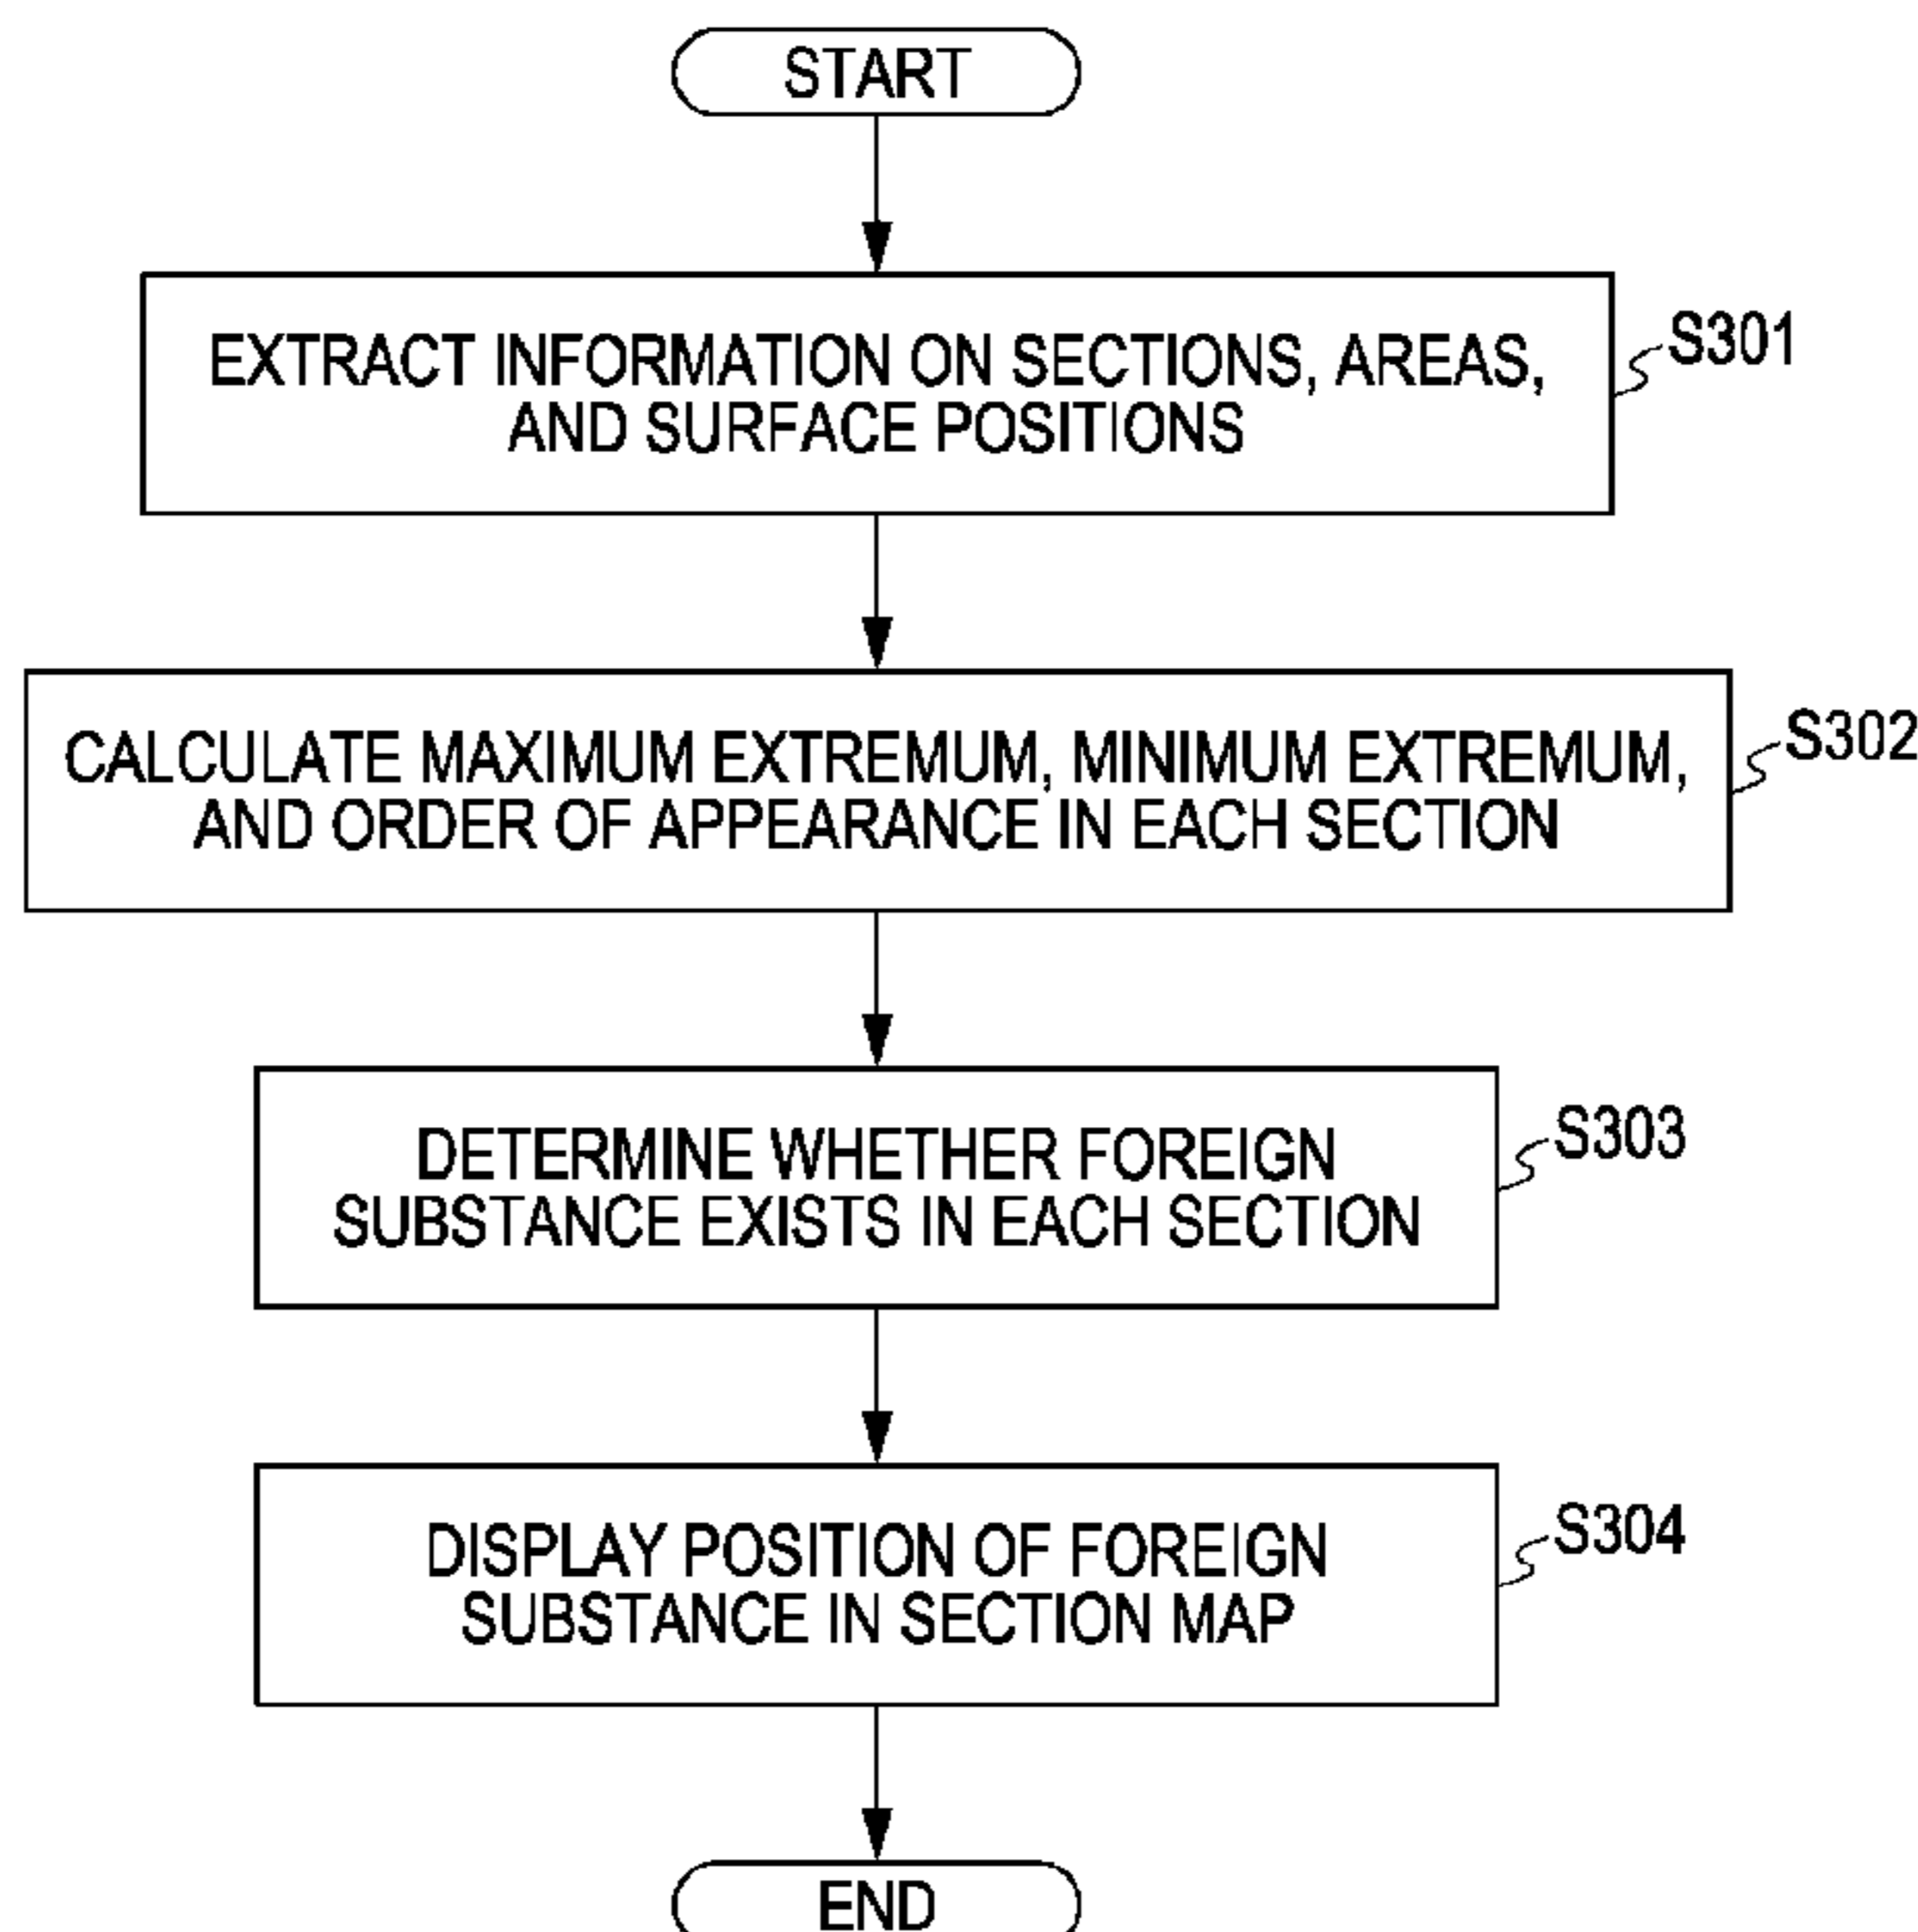 START
EXTRACT INFORMATION ON SECTIONS, AREAS,
AND SURFACE POSITIONS
S301
CALCULATE MAXIMUM EXTREMUM, MINIMUM EXTREMUM,
AND ORDER OF APPEARANCE IN EACH SECTION
S302
DETERMINE WHETHER FOREIGN
SUBSTANCE EXISTS IN EACH SECTION
S303
DISPLAY POSITION OF FOREIGN
SUBSTANCE IN SECTION MAP
S304
END